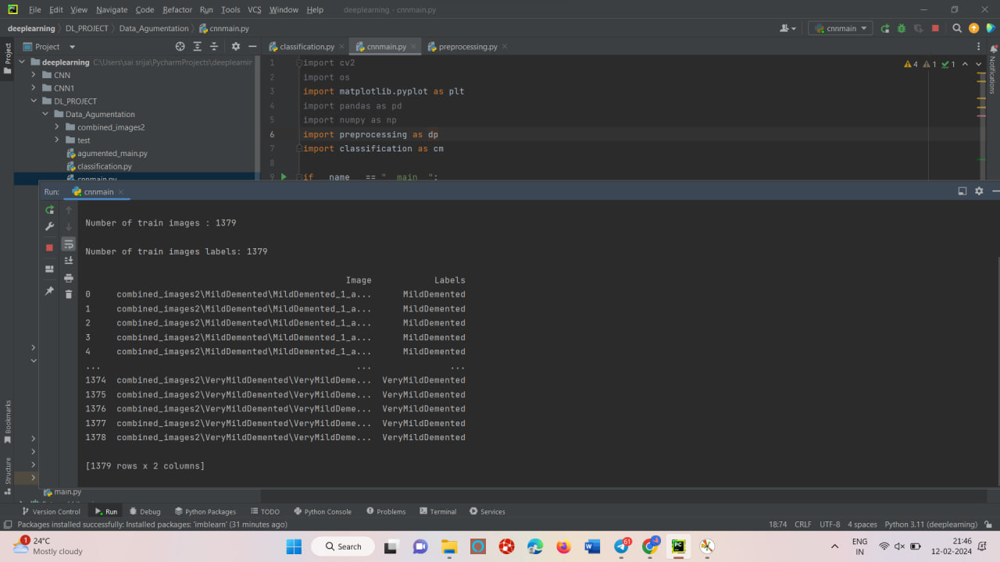 File Edit View Navigate Code Refactor Run Tools VCS Window Help deeplearning - cnnmain.py
deeplearning DL_PROJECT Data_Agumentation cnnmain.py cnnmain
Project classification.py cnnmain.py preprocessing.py
Project
Notifications
deeplearning C:\Users\sai srija\PycharmProjects\deeplearnin
CNN
CNN1
DL_PROJECT
Data_Agumentation
combined_images2
test
agumented_main.py
classification.py
cnnmain.py
4 1 1
1 import cv2
2 import os
3 import matplotlib.pyplot as plt
4 import pandas as pd
5 import numpy as np
6 import preprocessing as dp
7 import classification as cm
8
9 if __name__ == "__main__":
Run: cnnmain
Number of train images : 1379
Number of train images labels: 1379
Image Labels
0 combined_images2\MildDemented\MildDemented_1_a... MildDemented
1 combined_images2\MildDemented\MildDemented_1_a... MildDemented
2 combined_images2\MildDemented\MildDemented_1_a... MildDemented
3 combined_images2\MildDemented\MildDemented_1_a... MildDemented
4 combined_images2\MildDemented\MildDemented_1_a... MildDemented
... ... ...
1374 combined_images2\VeryMildDemented\VeryMildDeme... VeryMildDemented
1375 combined_images2\VeryMildDemented\VeryMildDeme... VeryMildDemented
1376 combined_images2\VeryMildDemented\VeryMildDeme... VeryMildDemented
1377 combined_images2\VeryMildDemented\VeryMildDeme... VeryMildDemented
1378 combined_images2\VeryMildDemented\VeryMildDeme... VeryMildDemented
[1379 rows x 2 columns]
Bookmarks
Structure
main.py
Version Control Run Debug Python Packages TODO Python Console Problems Terminal Services
Packages installed successfully: Installed packages: 'imblearn' (31 minutes ago) 18:74 CRLF UTF-8 4 spaces Python 3.11 (deeplearning)
1
24°C
Mostly cloudy
Search
61
ENG
IN
21:46
12-02-2024